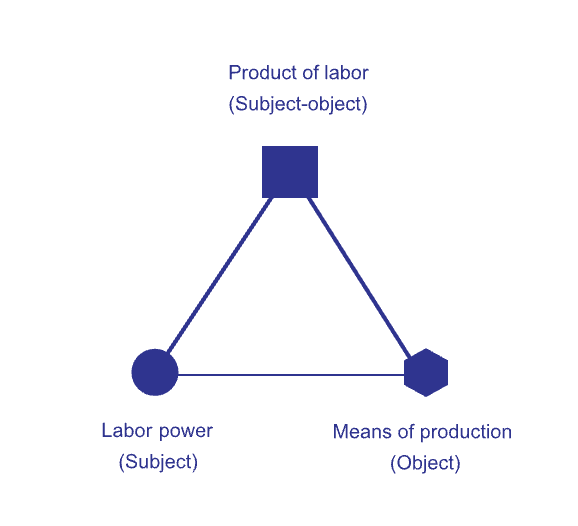 Product of labor
(Subject-object)
Labor power
(Subject)
Means of production
(Object)